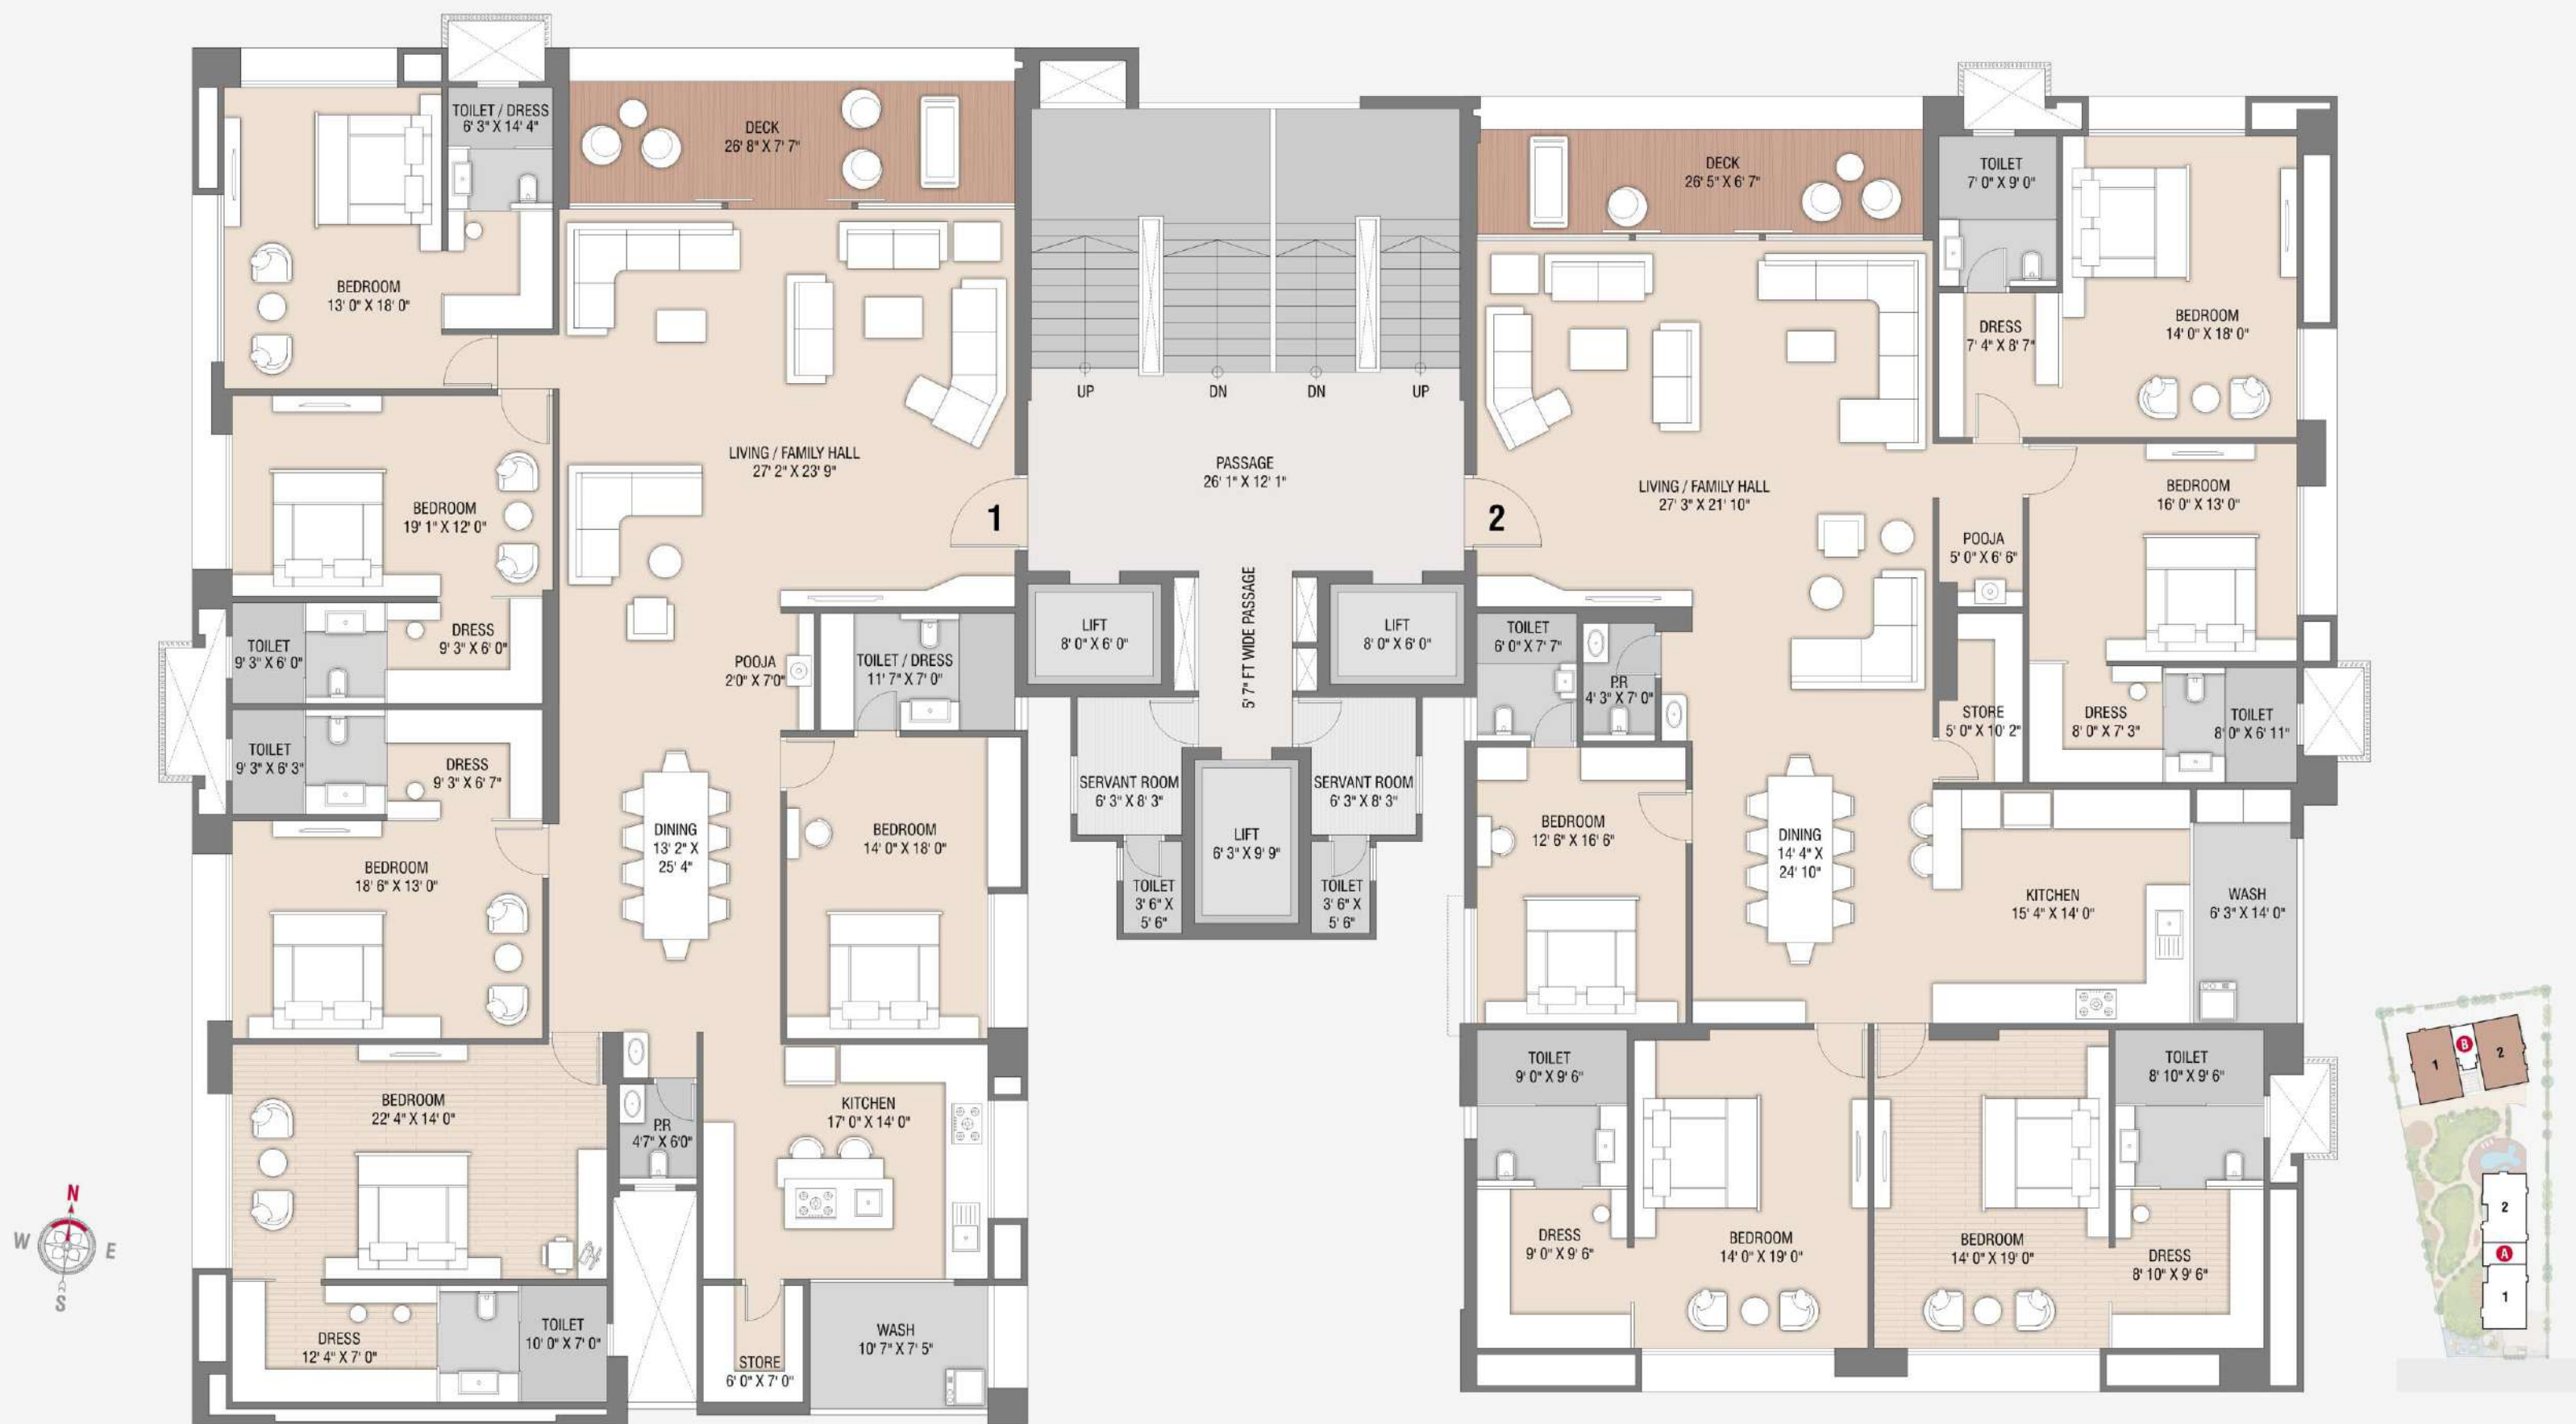 TOILET / DRESS
6' 3" X 14' 4"
DECK
26' 8" X 7' 7"
BEDROOM
13' 0" X 18' 0"
LIVING / FAMILY HALL
27' 2" X 23' 9"
BEDROOM
19' 1" X 12' 0"
1
TOILET
9' 3" X 6' 0"
DRESS
9' 3" X 6' 0"
POOJA
2'0" X 7'0"
TOILET / DRESS
11' 7" X 7' 0"
TOILET
9' 3" X 6' 3"
DRESS
9' 3" X 6' 7"
BEDROOM
18' 6" X 13' 0"
DINING
13' 2" X
25' 4"
BEDROOM
14' 0" X 18' 0"
BEDROOM
22' 4" X 14' 0"
P.R
4'7" X 6'0"
KITCHEN
17' 0" X 14' 0"
DRESS
12' 4" X 7' 0"
TOILET
10' 0" X 7' 0"
STORE
6' 0" X 7' 0"
WASH
10' 7" X 7' 5"
UP
DN
DN
UP
PASSAGE
26' 1" X 12' 1"
5' 7" FT WIDE PASSAGE
LIFT
8' 0" X 6' 0"
LIFT
8' 0" X 6' 0"
SERVANT ROOM
6' 3" X 8' 3"
SERVANT ROOM
6' 3" X 8' 3"
LIFT
6' 3" X 9' 9"
TOILET
3' 6" X
5' 6"
TOILET
3' 6" X
5' 6"
DECK
26' 5" X 6' 7"
TOILET
7' 0" X 9' 0"
BEDROOM
14' 0" X 18' 0"
DRESS
7' 4" X 8' 7"
LIVING / FAMILY HALL
27' 3" X 21' 10"
2
BEDROOM
16' 0" X 13' 0"
POOJA
5' 0" X 6' 6"
TOILET
6' 0" X 7' 7"
P.R
4' 3" X 7' 0"
STORE
5' 0" X 10' 2"
DRESS
8' 0" X 7' 3"
TOILET
8' 0" X 6' 11"
BEDROOM
12' 6" X 16' 6"
DINING
14' 4" X
24' 10"
KITCHEN
15' 4" X 14' 0"
WASH
6' 3" X 14' 0"
TOILET
9' 0" X 9' 6"
TOILET
8' 10" X 9' 6"
DRESS
9' 0" X 9' 6"
BEDROOM
14' 0" X 19' 0"
BEDROOM
14' 0" X 19' 0"
DRESS
8' 10" X 9' 6"
N
W
E
S
1
B
2
2
A
1